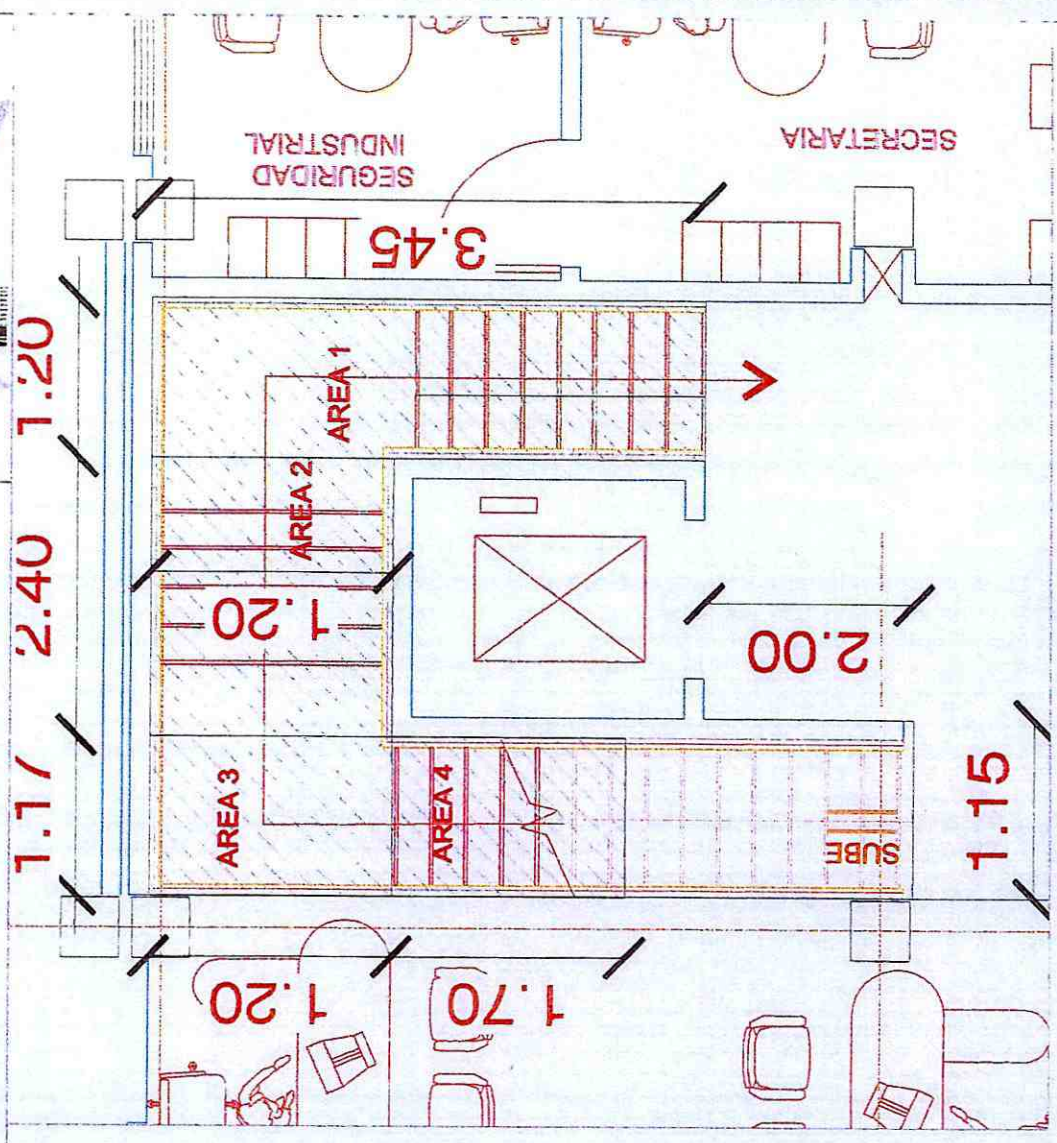 SEGURIDAD
INDUSTRIAL
SECRETARIA
3.45
1.20
2.40
1.17
AREA 1
AREA 2
1.20
2.00
AREA 3
AREA 4
SUBE
1.15
1.20
1.70